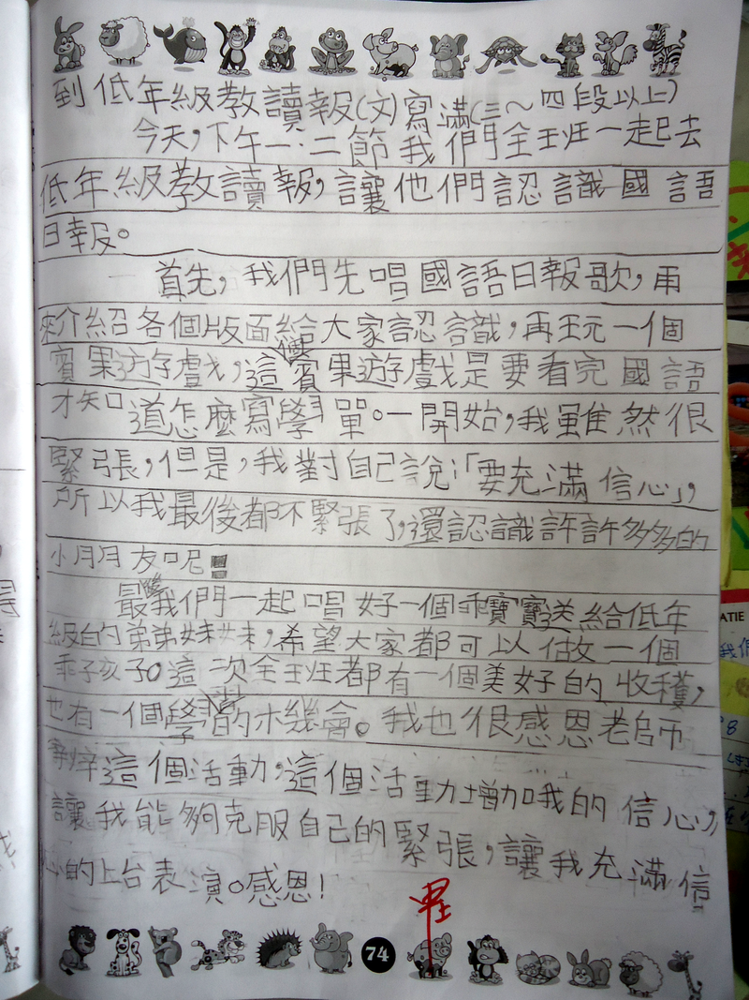 到低年級教讀報(文)寫滿(三~四段以上)
今天,下午一.二節我們全班一起去
低年級教讀報,讓他們認識國語
日報。
首先,我們先唱國語日報歌,再
來介紹各個版面給大家認識,再玩一個
賓果遊戲,這個賓果遊戲是要看完國語
才知道怎麼寫學單。一開始,我雖然很
緊張,但是,我對自己說:「要充滿信心」,
所以我最後都不緊張了,還認識許許多多的
小朋友呢!
最後我們一起唱好一個乖寶寶送給低年
級的弟弟妹妹,希望大家都可以做一個
乖孩子。這次全班都有一個美好的收穫,
也有一個學習的機會。我也很感恩老師
舉辦這個活動,這個活動增加我的信心,
讓我能夠克服自己的緊張,讓我充滿信
心的上台表演。感恩!
74
ATIE
我們